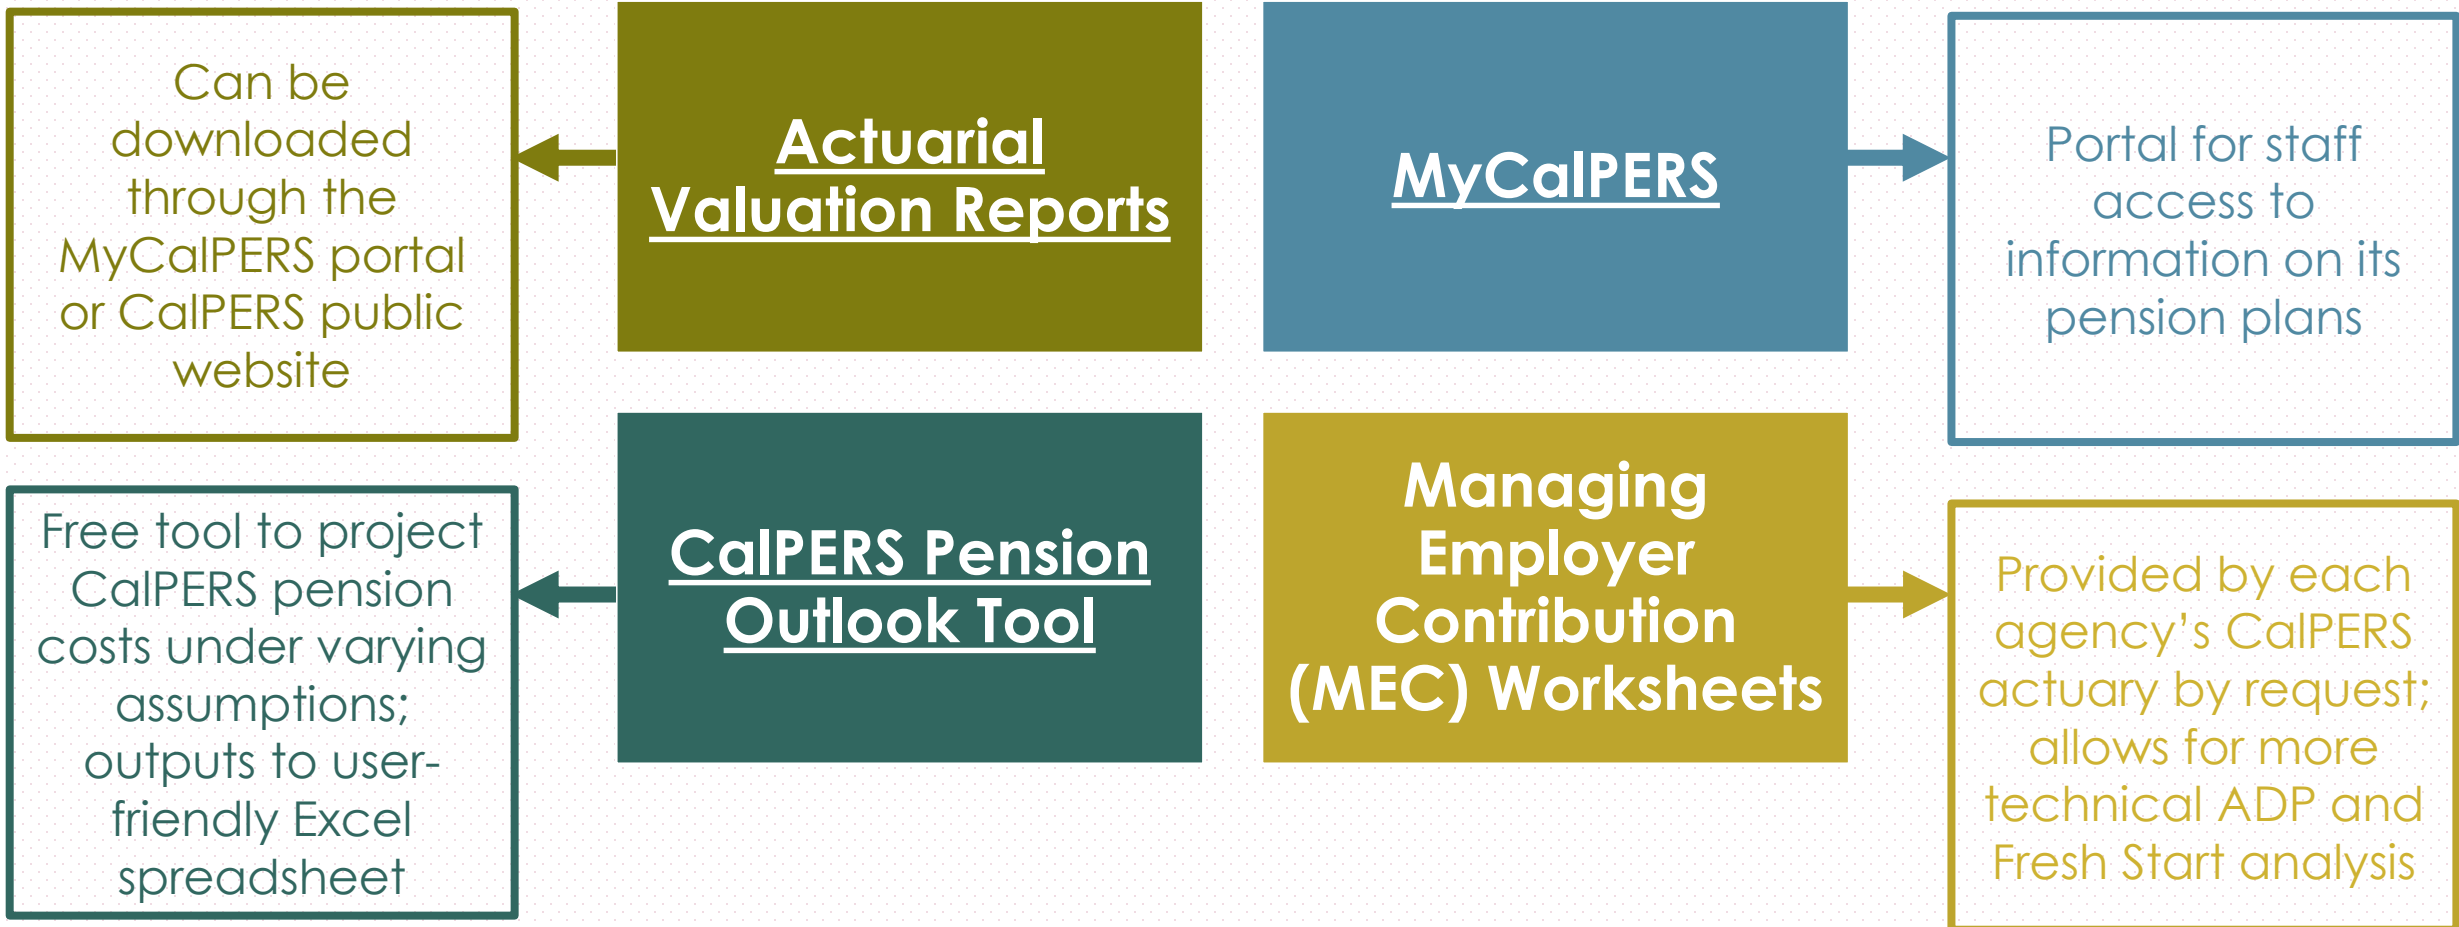 Can be
downloaded
through the
MyCalPERS portal
or CalPERS public
website
Actuarial
Valuation Reports
MyCalPERS
Portal for staff
access to
information on its
pension plans
Free tool to project
CalPERS pension
costs under varying
assumptions;
outputs to user-
friendly Excel
spreadsheet
CalPERS Pension
Outlook Tool
Managing
Employer
Contribution
(MEC) Worksheets
Provided by each
agency’s CalPERS
actuary by request;
allows for more
technical ADP and
Fresh Start analysis